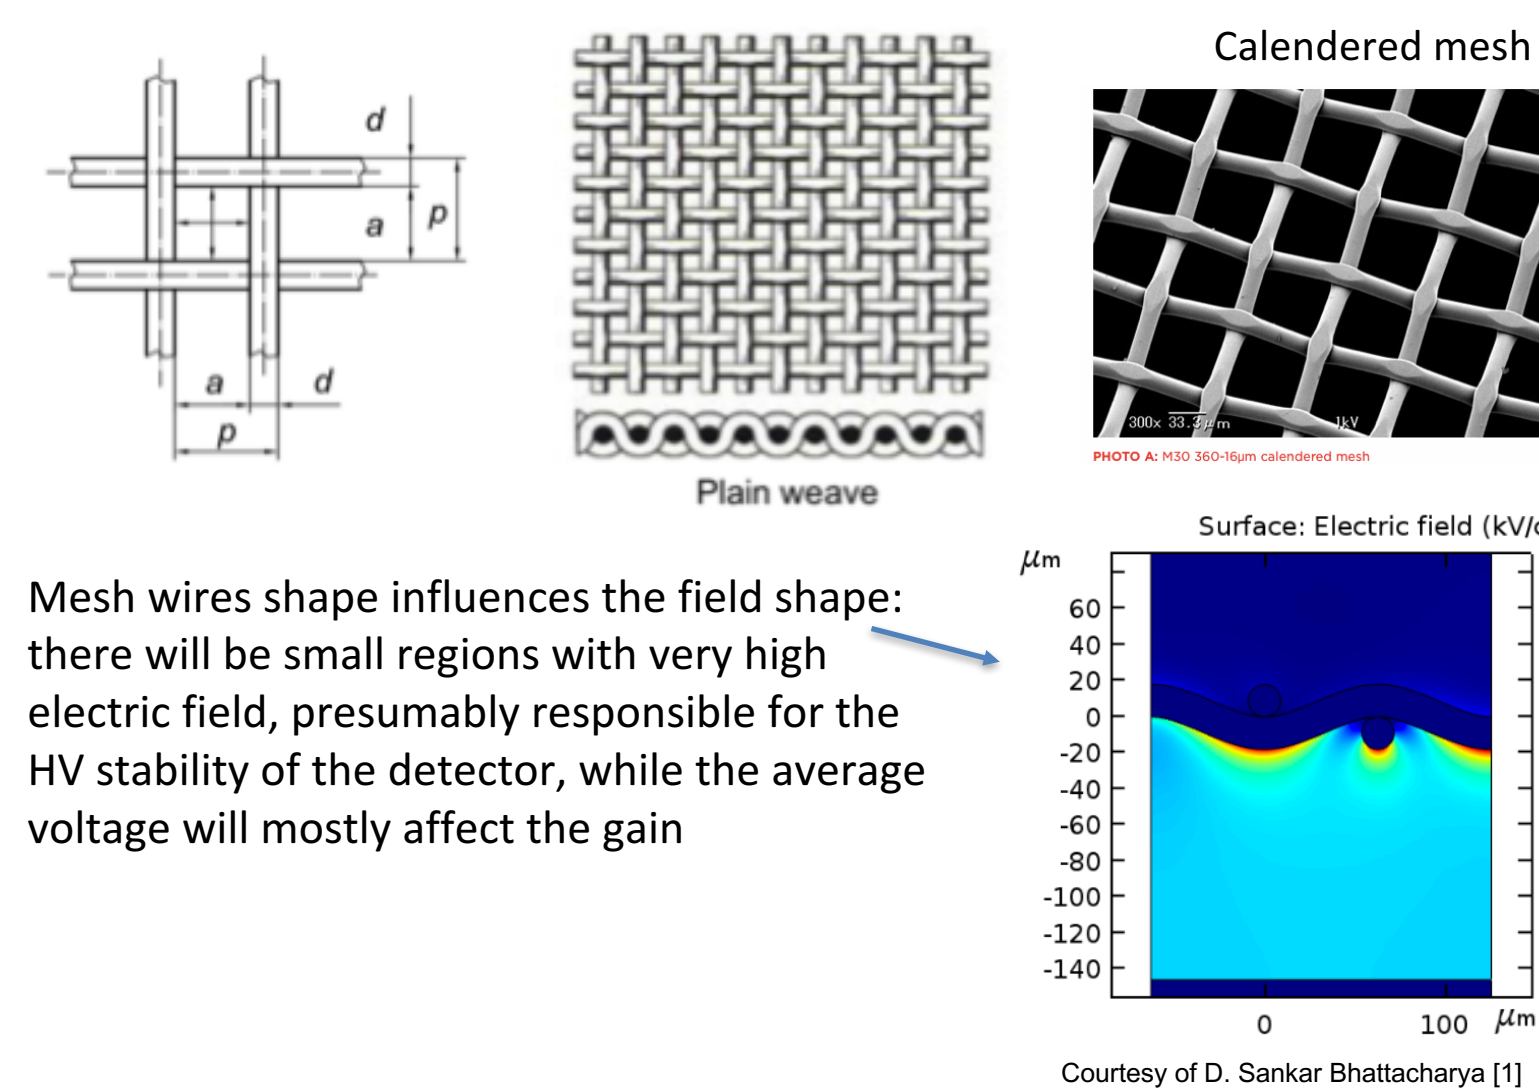 Calendered mesh
d
a
p
a
d
p
Plain weave
300x 33.3µm
1kV
PHOTO A: M30 360-16µm calendered mesh
Mesh wires shape influences the field shape:
there will be small regions with very high
electric field, presumably responsible for the
HV stability of the detector, while the average
voltage will mostly affect the gain
Surface: Electric field (kV/c
µm
60
40
20
0
-20
-40
-60
-80
-100
-120
-140
0
100
µm
Courtesy of D. Sankar Bhattacharya [1]